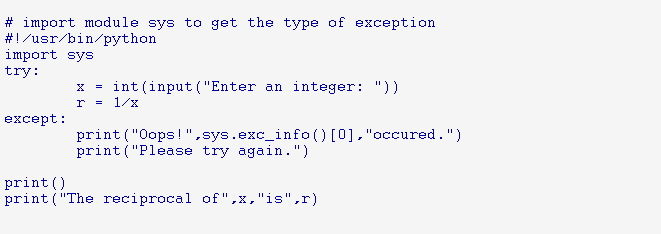 # import module sys to get the type of exception
#!/usr/bin/python
import sys
try:
        x = int(input("Enter an integer: "))
        r = 1/x
except:
        print("Oops!",sys.exc_info()[0],"occured.")
        print("Please try again.")

print()
print("The reciprocal of",x,"is",r)